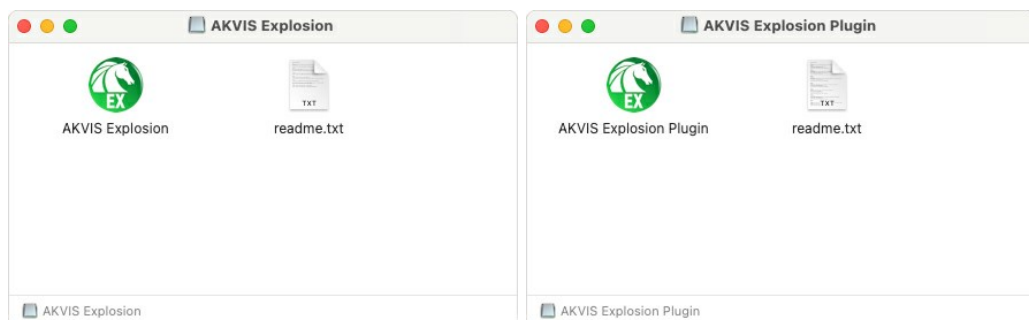 AKVIS Explosion
EX
TXT
AKVIS Explosion
readme.txt
AKVIS Explosion
AKVIS Explosion Plugin
EX
TXT
AKVIS Explosion Plugin
readme.txt
AKVIS Explosion Plugin